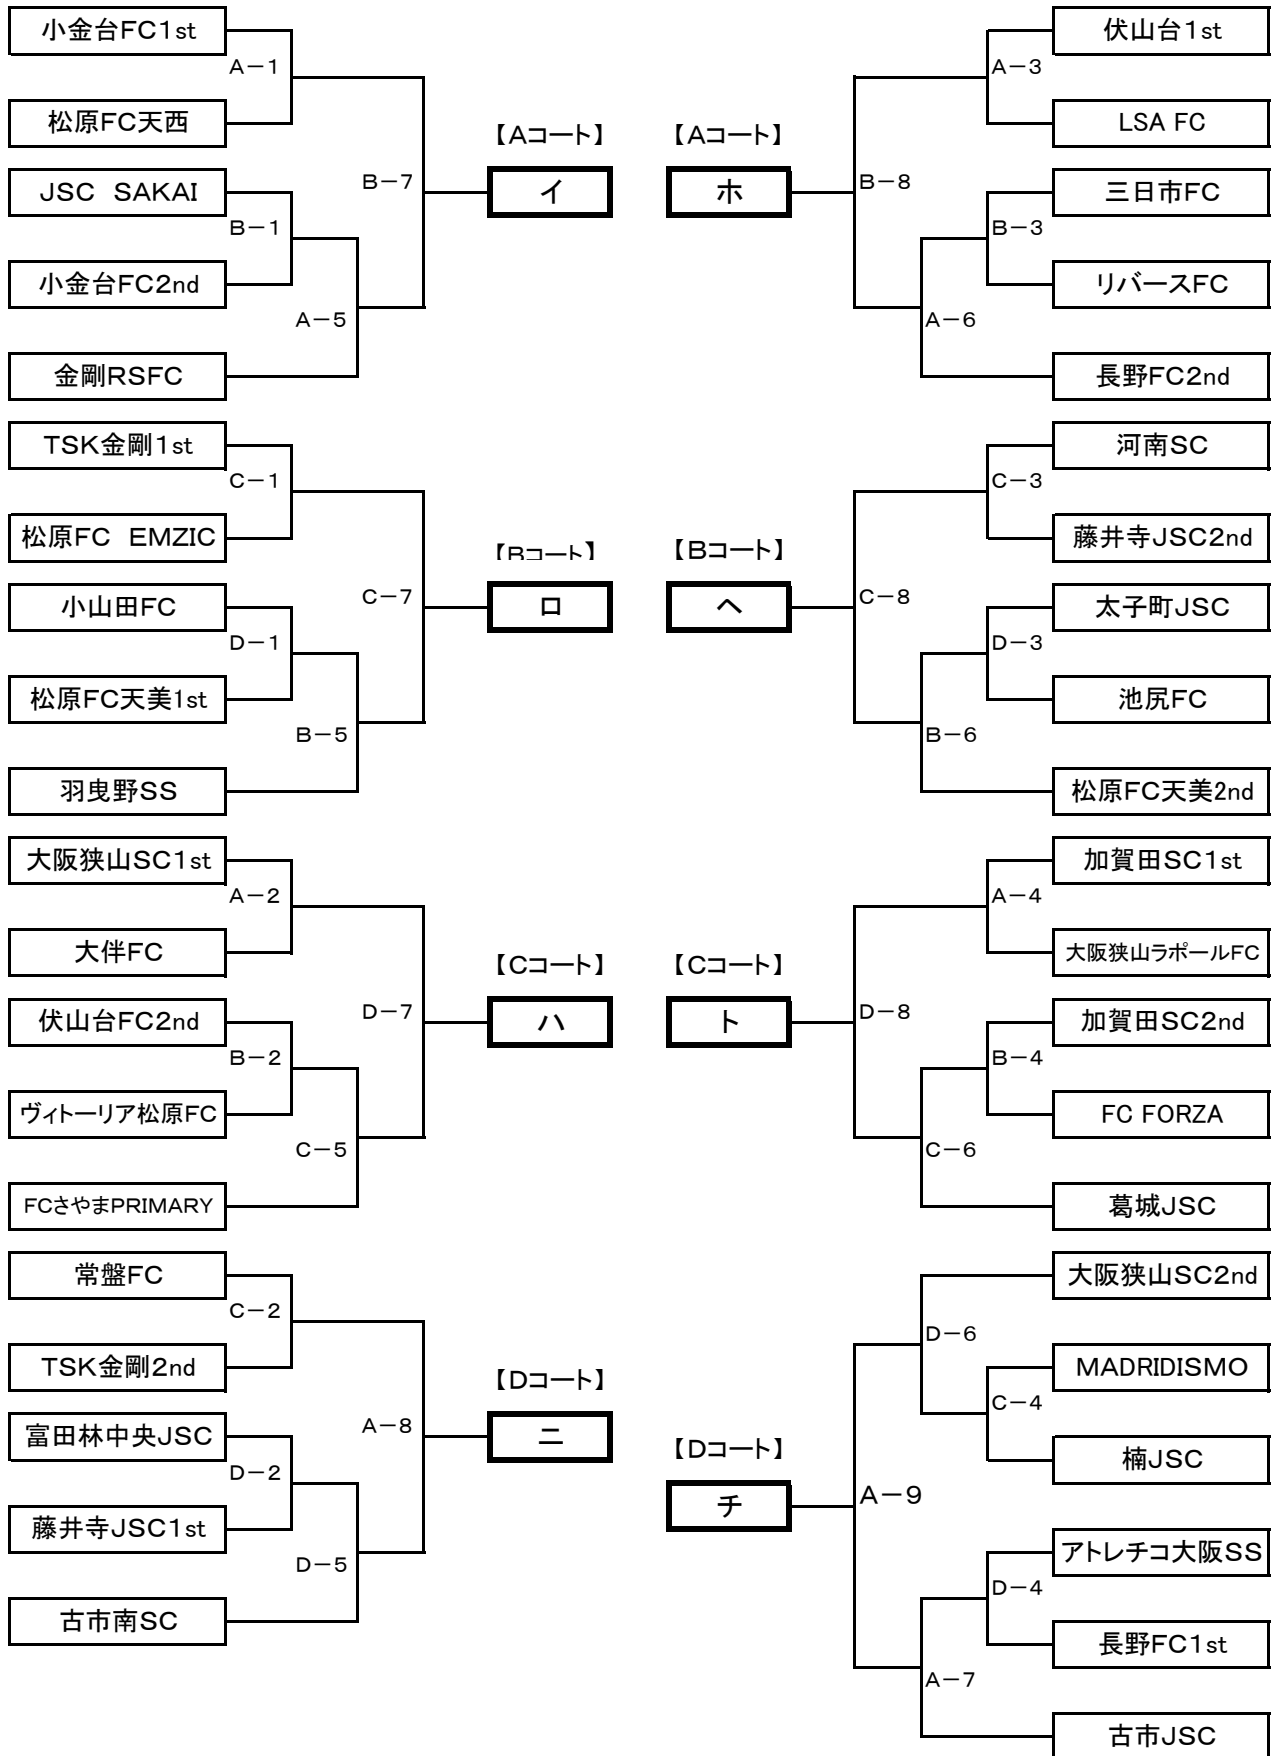 小金台FC1st
A－1
松原FC天西
JSC　SAKAI
B－1
小金台FC2nd
A－5
金剛RSFC
B－7
【Aコート】
イ
TSK金剛1st
C－1
松原FC　EMZIC
小山田FC
D－1
松原FC天美1st
B－5
羽曳野SS
C－7
【Bコート】
ロ
大阪狭山SC1st
A－2
大伴FC
伏山台FC2nd
B－2
ヴィトーリア松原FC
C－5
FCさやまPRIMARY
D－7
【Cコート】
ハ
常盤FC
C－2
TSK金剛2nd
富田林中央JSC
D－2
藤井寺JSC1st
D－5
古市南SC
A－8
【Dコート】
ニ
伏山台1st
A－3
LSA FC
三日市FC
B－3
リバースFC
A－6
長野FC2nd
B－8
【Aコート】
ホ
河南SC
C－3
藤井寺JSC2nd
太子町JSC
D－3
池尻FC
B－6
松原FC天美2nd
C－8
【Bコート】
ヘ
加賀田SC1st
A－4
大阪狭山ラポールFC
加賀田SC2nd
B－4
FC FORZA
C－6
葛城JSC
D－8
【Cコート】
ト
大阪狭山SC2nd
D－6
MADRIDISMO
C－4
楠JSC
アトレチコ大阪SS
D－4
長野FC1st
A－7
古市JSC
A－9
【Dコート】
チ